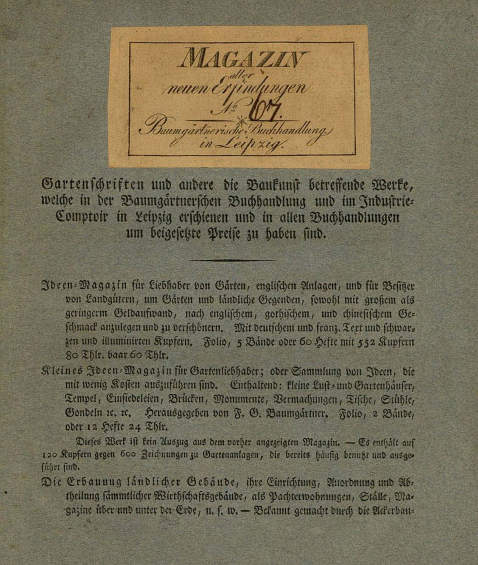 MAGAZIN
aller
neuen Erfindungen
No 67.
Baumgärtnerische Buchhandlung
in Leipzig.
Gartenschriften und andere die Baukunst betreffende Werke,
welche in der Baumgärtnerschen Buchhandlung und im Industrie-
Comptoir in Leipzig erschienen und in allen Buchhandlungen
um beigesetzte Preise zu haben sind.
Ideen-Magazin für Liebhaber von Gärten, englischen Anlagen, und für Besitzer
von Landgütern, um Gärten und ländliche Gegenden, sowohl mit großem als
geringerm Geldaufwand, nach englischem, gothischem, und chinesischem Ge-
schmack anzulegen und zu verschönern. Mit deutschem und franz. Text und schwar-
zen und illuminirten Kupfern. Folio, 5 Bände oder 60 Hefte mit 552 Kupfern
80 Thlr. baar 60 Thlr.
Kleines Ideen-Magazin für Gartenliebhaber; oder Sammlung von Ideen, die
mit wenig Kosten auszuführen sind. Enthaltend: kleine Lust- und Gartenhäuser,
Tempel, Einsiedeleien, Brücken, Monumente, Vermachungen, Tische, Stühle,
Gondeln ꝛc. ꝛc. Herausgegeben von F. G. Baumgärtner. Folio, 2 Bände,
oder 12 Hefte 24 Thlr.
Dieses Werk ist kein Auszug aus dem vorher angezeigten Magazin. — Es enthält auf
120 Kupfern gegen 600 Zeichnungen zu Gartenanlagen, die bereits häufig benutzt und ausge-
führt sind.
Die Erbauung ländlicher Gebäude, ihre Einrichtung, Anordnung und Ab-
theilung sämmtlicher Wirthschaftsgebäude, als Pachterwohnungen, Ställe, Ma-
gazine über und unter der Erde, u. s. w. — Bekannt gemacht durch die Ackerbau-